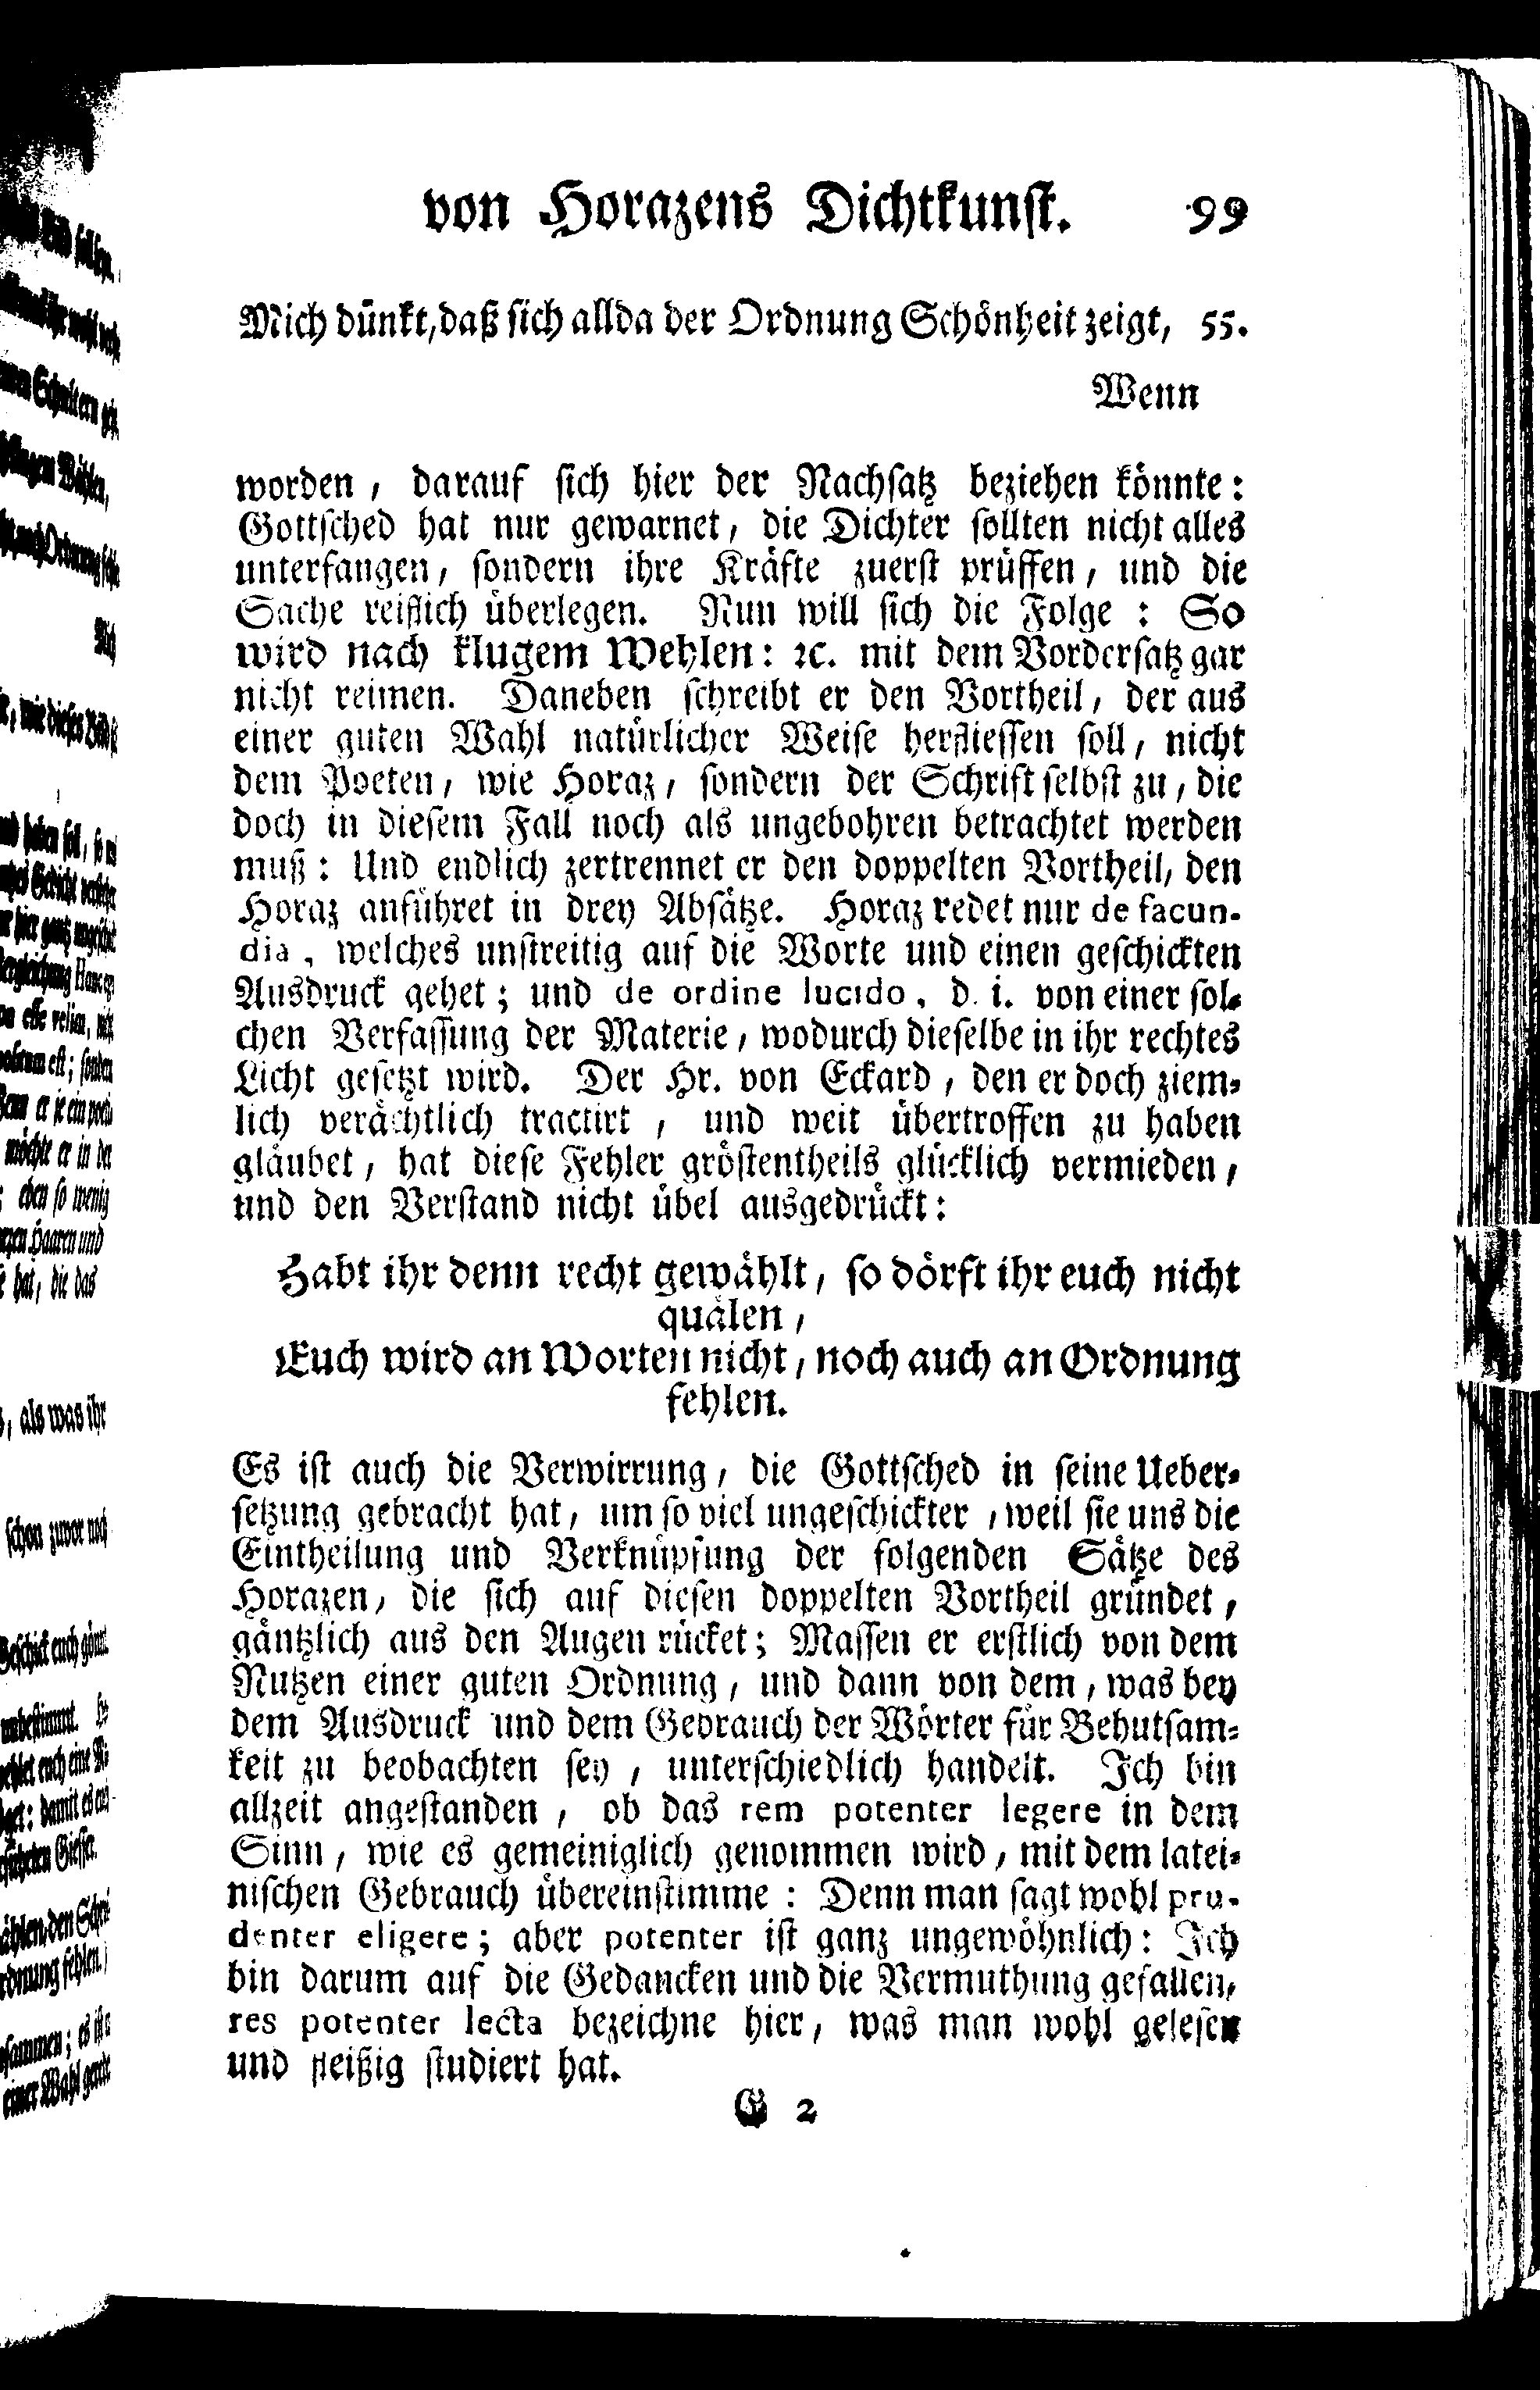 von Horazens Dichtkunst. 99
Mich dünkt, daß sich allda der Ordnung Schönheit zeigt, 55.
Wenn
worden, darauf sich hier der Nachsatz beziehen könnte:
Gottsched hat nur gewarnet, die Dichter sollten nicht alles
unterfangen, sondern ihre Kräfte zuerst prüffen, und die
Sache reiflich überlegen. Nun will sich die Folge: So
wird nach klugem Wehlen: ꝛc. mit dem Vordersatz gar
nicht reimen. Daneben schreibt er den Vortheil, der aus
einer guten Wahl natürlicher Weise herfliessen soll, nicht
dem Poeten, wie Horaz, sondern der Schrift selbst zu, die
doch in diesem Fall noch als ungebohren betrachtet werden
muß: Und endlich zertrennet er den doppelten Vortheil, den
Horaz anführet in drey Absätze. Horaz redet nur de facun-
dia, welches unstreitig auf die Worte und einen geschickten
Ausdruck gehet; und de ordine lucido, d. i. von einer sol-
chen Verfassung der Materie, wodurch dieselbe in ihr rechtes
Licht gesetzt wird. Der Hr. von Eckard, den er doch ziem-
lich verächtlich tractirt, und weit übertroffen zu haben
gläubet, hat diese Fehler gröstentheils glücklich vermieden,
und den Verstand nicht übel ausgedrückt:
Habt ihr denn recht gewählt, so dörft ihr euch nicht
quälen,
Euch wird an Worten nicht, noch auch an Ordnung
fehlen.
Es ist auch die Verwirrung, die Gottsched in seine Ueber-
setzung gebracht hat, um so viel ungeschickter, weil sie uns die
Eintheilung und Verknüpfung der folgenden Sätze des
Horazen, die sich auf diesen doppelten Vortheil gründet,
gäntzlich aus den Augen rücket; Massen er erstlich von dem
Nutzen einer guten Ordnung, und dann von dem, was bey
dem Ausdruck und dem Gebrauch der Wörter für Behutsam-
keit zu beobachten sey, unterschiedlich handelt. Ich bin
allzeit angestanden, ob das rem potenter legere in dem
Sinn, wie es gemeiniglich genommen wird, mit dem latei-
nischen Gebrauch übereinstimme: Denn man sagt wohl pru-
denter eligere; aber potenter ist ganz ungewöhnlich: Ich
bin darum auf die Gedancken und die Vermuthung gefallen,
res potenter lecta bezeichne hier, was man wohl gelesen
und fleißig studiert hat.
G 2